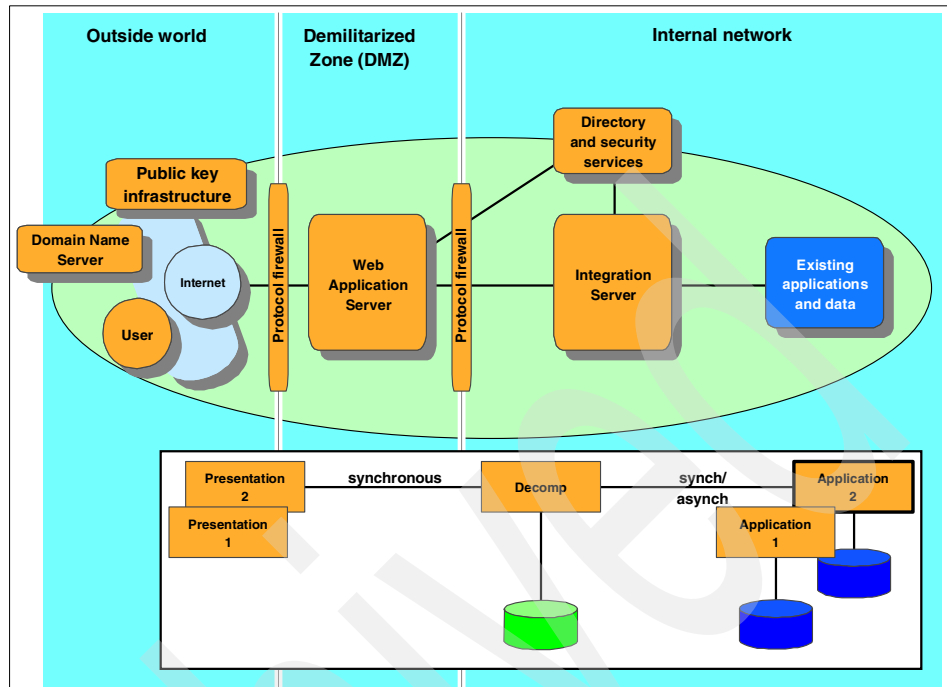 Outside world
Demilitarized
Zone (DMZ)
Internal network
Directory
and security
services
Public key
infrastructure
Domain Name
Server
Internet
User
Protocol firewall
Web
Application
Server
Protocol firewall
Integration
Server
Existing
applications
and data
Presentation
2
Presentation
1
synchronous
Decomp
synch/
asynch
Application
2
Application
1